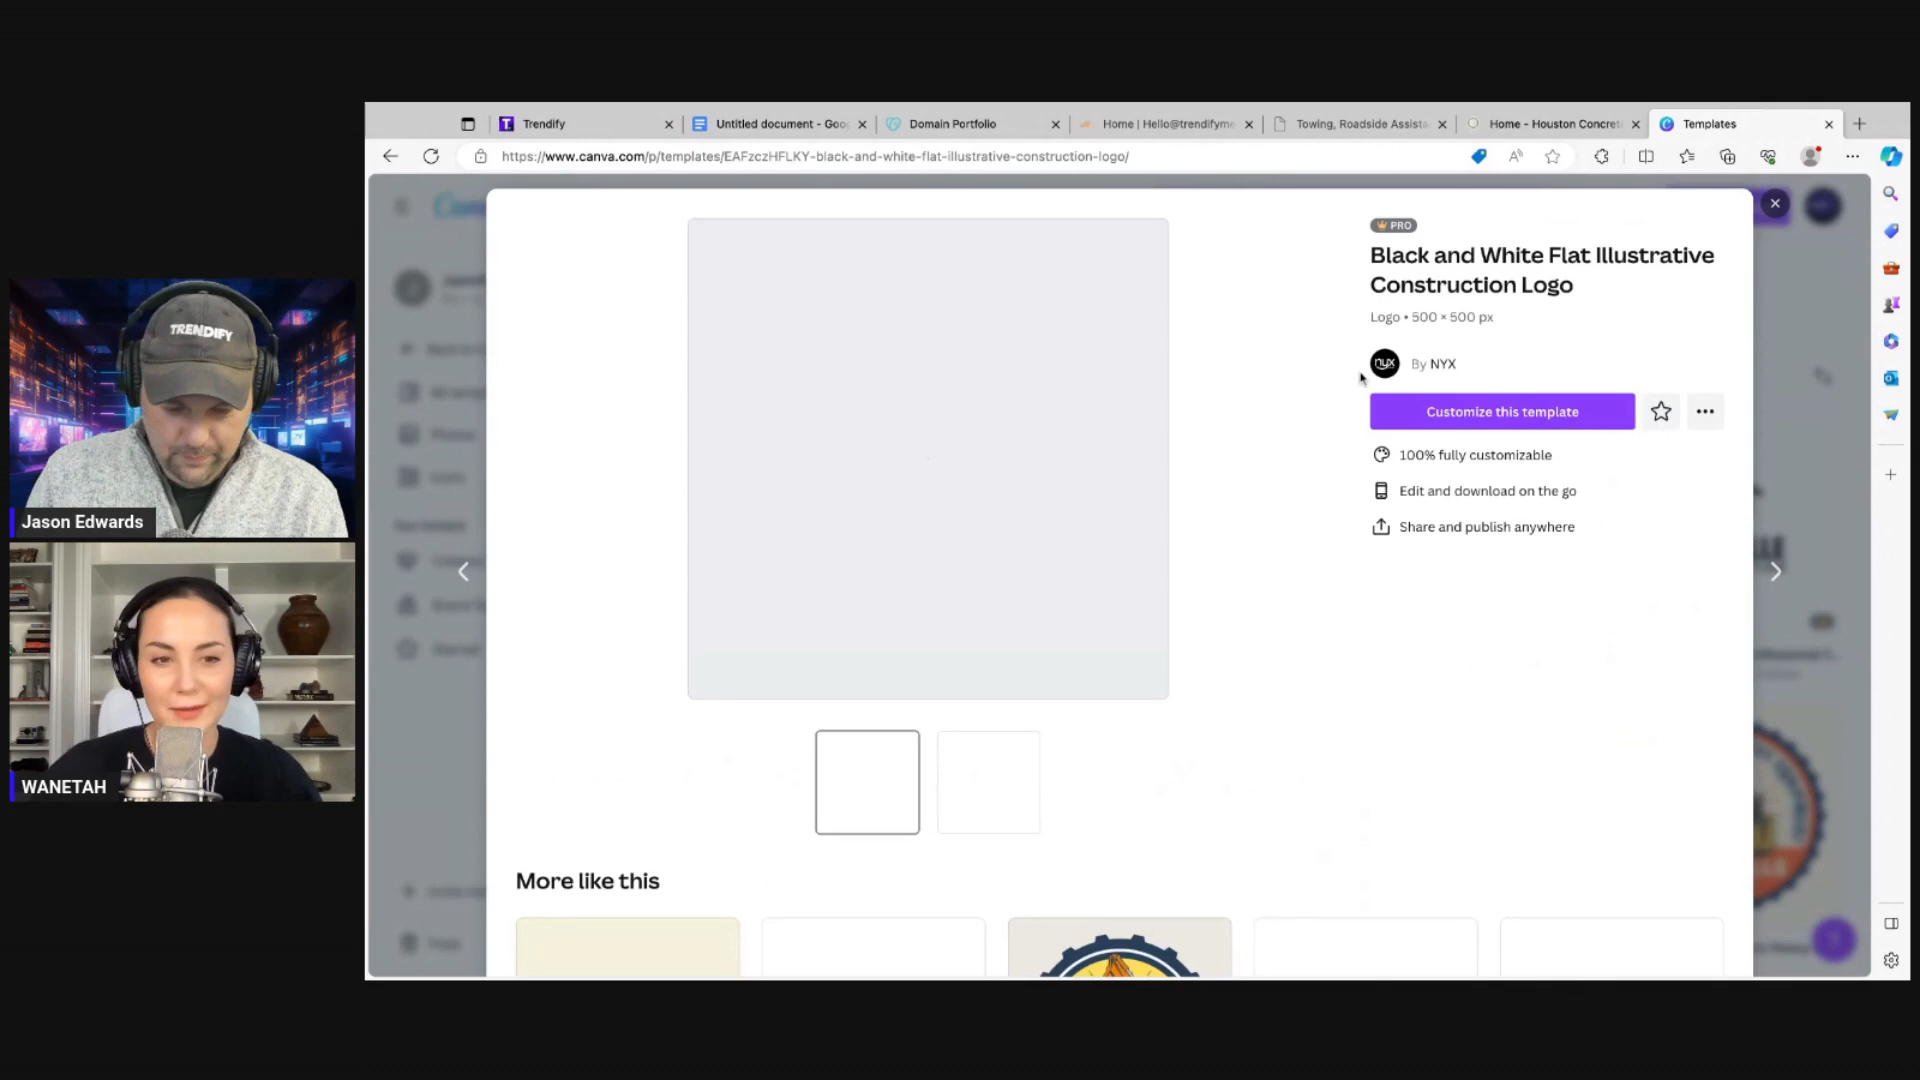 Trendify
Untitled document - Goo
Domain Portfolio
Home | Hello@trendifyme
Towing, Roadside Assista
Home - Houston Concret
Templates
https://www.canva.com/p/templates/EAFzczHFLKY-black-and-white-flat-illustrative-construction-logo/
PRO
Black and White Flat Illustrative
Construction Logo
Logo • 500 × 500 px
nyx
By NYX
Customize this template
100% fully customizable
Edit and download on the go
Share and publish anywhere
More like this
TRENDIFY
Jason Edwards
WANETAH